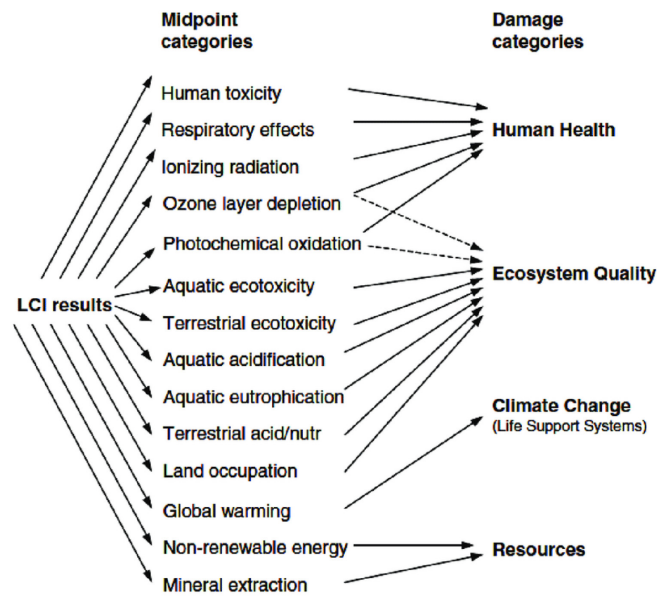 Midpoint
categories
Damage
categories
Human toxicity
Respiratory effects
Human Health
Ionizing radiation
Ozone layer depletion
Photochemical oxidation
Ecosystem Quality
Aquatic ecotoxicity
LCI results
Terrestrial ecotoxicity
Aquatic acidification
Aquatic eutrophication
Climate Change
(Life Support Systems)
Terrestrial acid/nutr
Land occupation
Global warming
Non-renewable energy
Resources
Mineral extraction